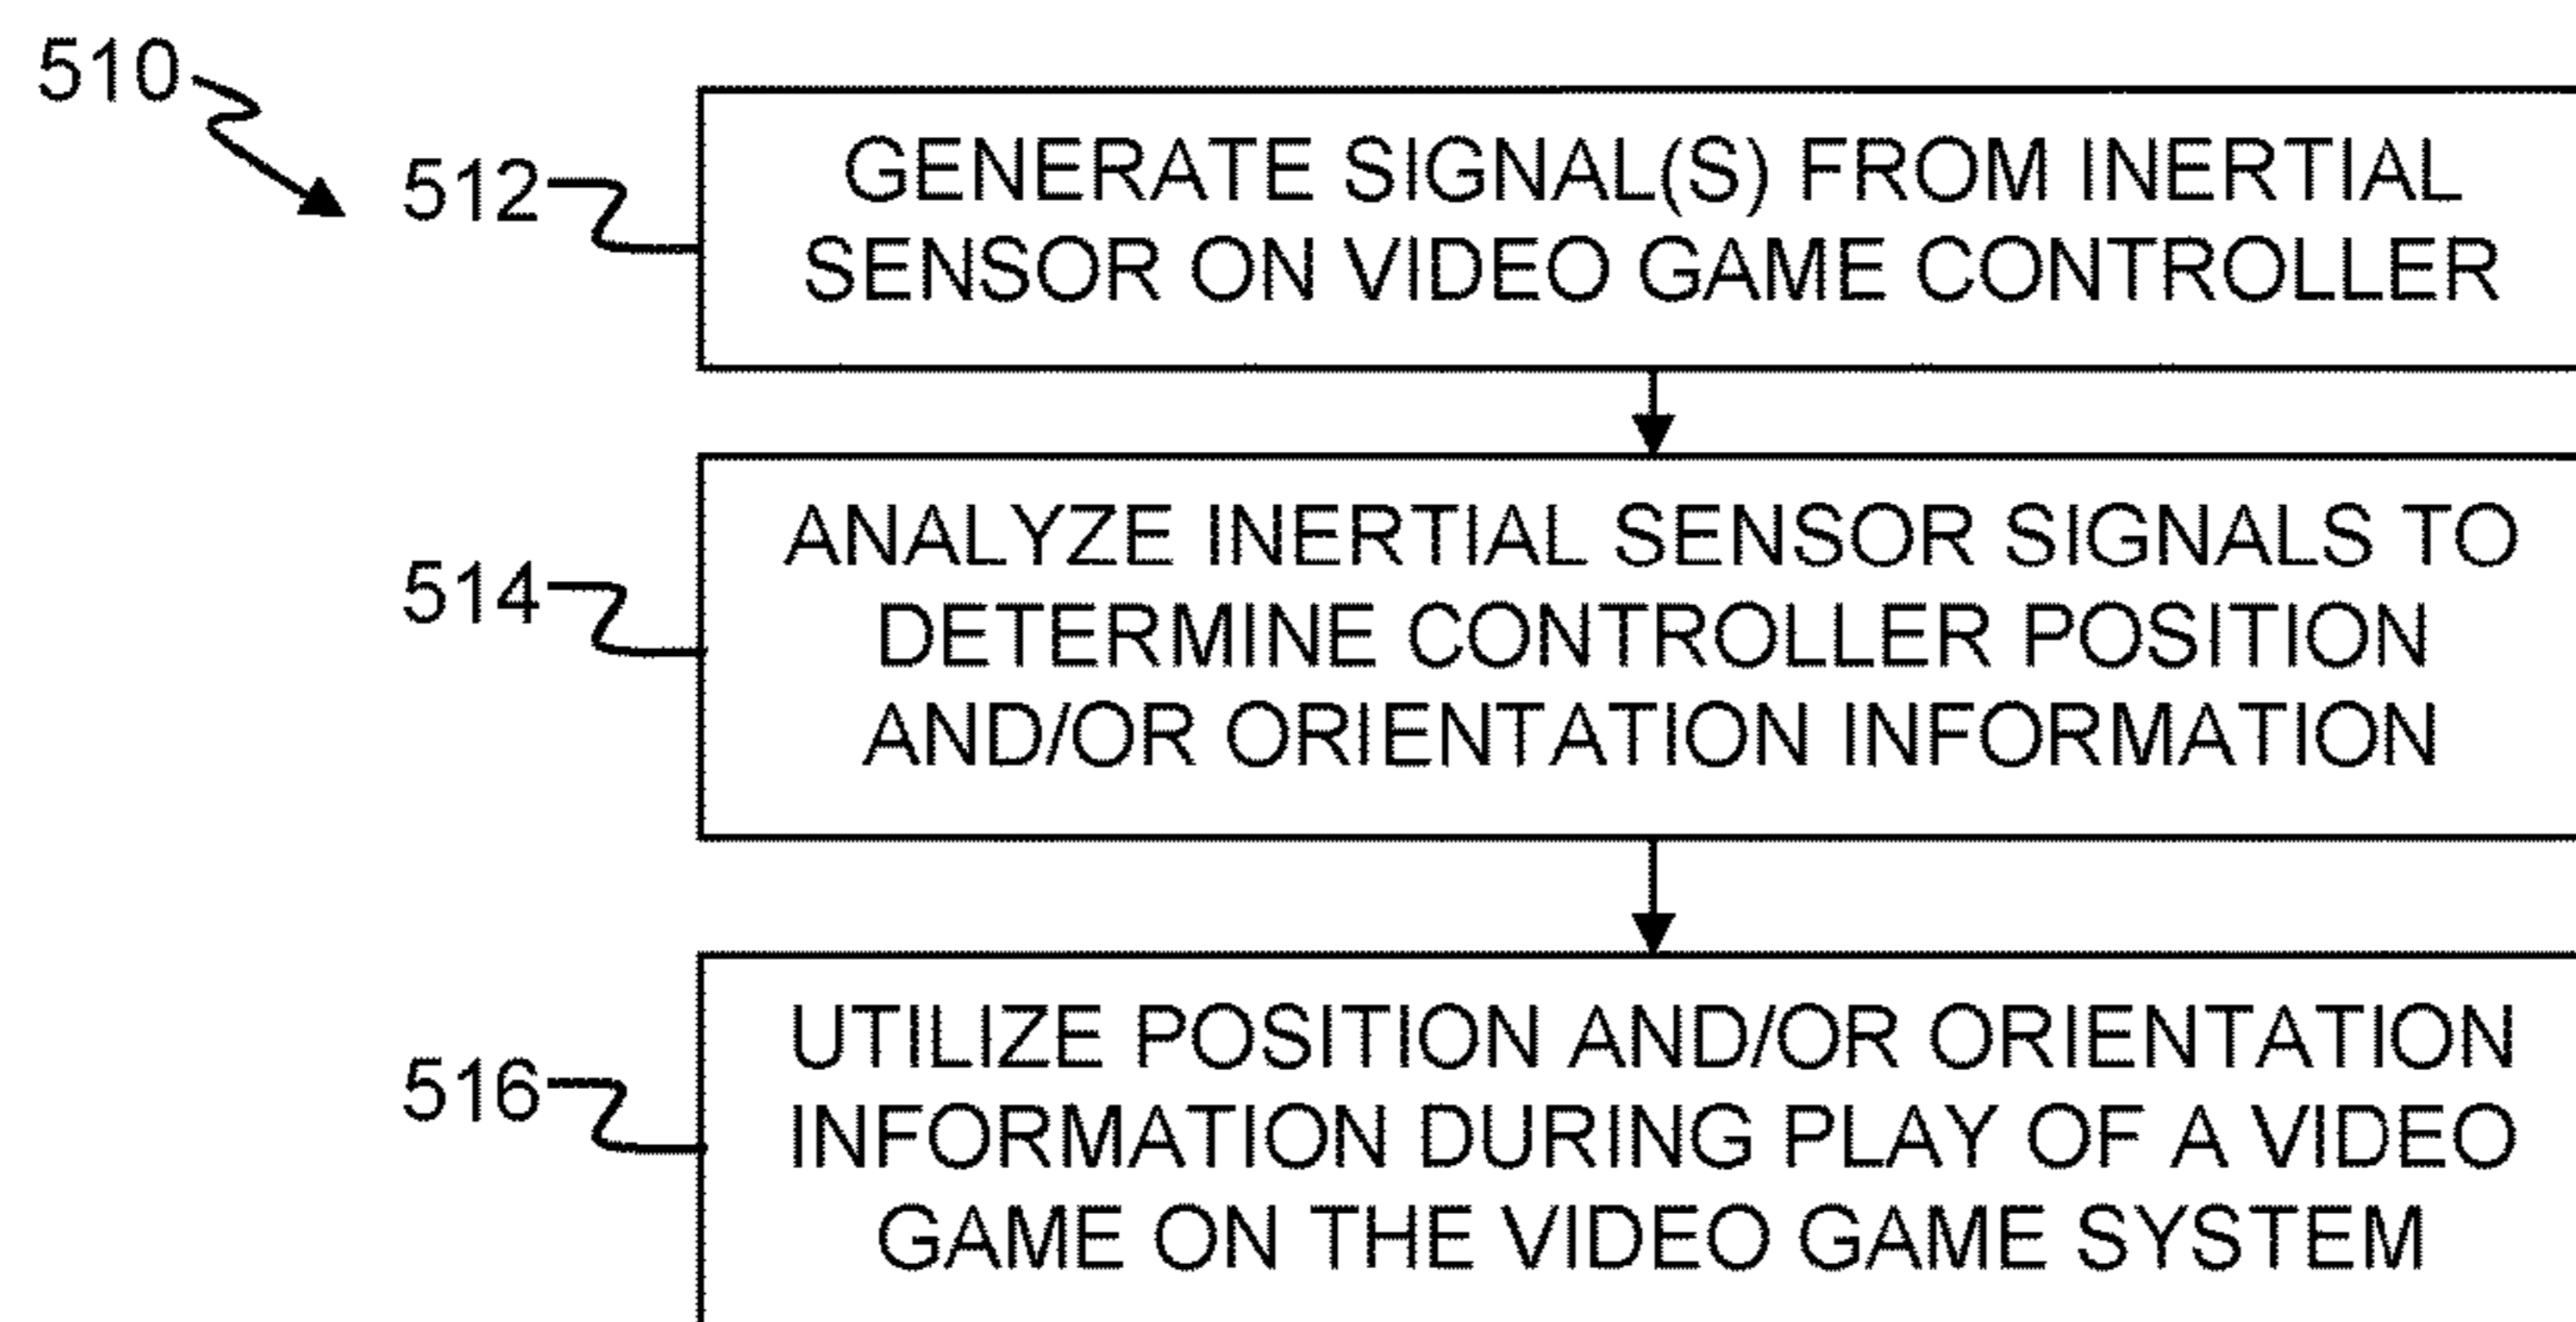 510
512
GENERATE SIGNAL(S) FROM INERTIAL
SENSOR ON VIDEO GAME CONTROLLER
514
ANALYZE INERTIAL SENSOR SIGNALS TO
DETERMINE CONTROLLER POSITION
AND/OR ORIENTATION INFORMATION
516
UTILIZE POSITION AND/OR ORIENTATION
INFORMATION DURING PLAY OF A VIDEO
GAME ON THE VIDEO GAME SYSTEM